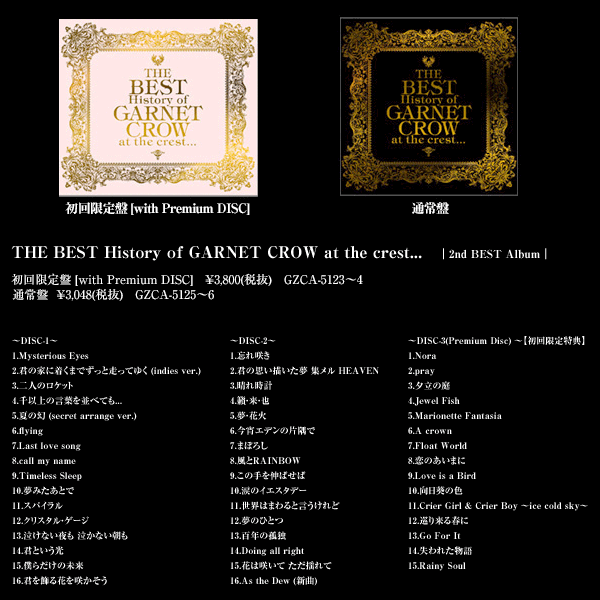 THE
BEST
History of
GARNET
CROW
at the crest...
THE
BEST
History of
GARNET
CROW
at the crest...
初回限定盤 [with Premium DISC]
通常盤
THE BEST History of GARNET CROW at the crest... | 2nd BEST Album |
初回限定盤 [with Premium DISC] ¥3,800(税抜) GZCA-5123〜4
通常盤 ¥3,048(税抜) GZCA-5125〜6
〜DISC-1〜
1.Mysterious Eyes
2.君の家に着くまでずっと走ってゆく (indies ver.)
3.二人のロケット
4.千以上の言葉を並べても...
5.夏の幻 (secret arrange ver.)
6.flying
7.Last love song
8.call my name
9.Timeless Sleep
10.夢みたあとで
11.スパイラル
12.クリスタル・ゲージ
13.泣けない夜も 泣かない朝も
14.君という光
15.僕らだけの未来
16.君を飾る花を咲かそう
〜DISC-2〜
1.忘れ咲き
2.君の思い描いた夢 集メル HEAVEN
3.晴れ時計
4.籟・来・也
5.夢・花火
6.今宵エデンの片隅で
7.まぼろし
8.風とRAINBOW
9.この手を伸ばせば
10.涙のイエスタデー
11.世界はまわると言うけれど
12.夢のひとつ
13.百年の孤独
14.Doing all right
15.花は咲いて ただ揺れて
16.As the Dew (新曲)
〜DISC-3(Premium Disc) 〜【初回限定特典】
1.Nora
2.pray
3.夕立の庭
4.Jewel Fish
5.Marionette Fantasia
6.A crown
7.Float World
8.恋のあいまに
9.Love is a Bird
10.向日葵の色
11.Crier Girl & Crier Boy 〜ice cold sky〜
12.巡り来る春に
13.Go For It
14.失われた物語
15.Rainy Soul